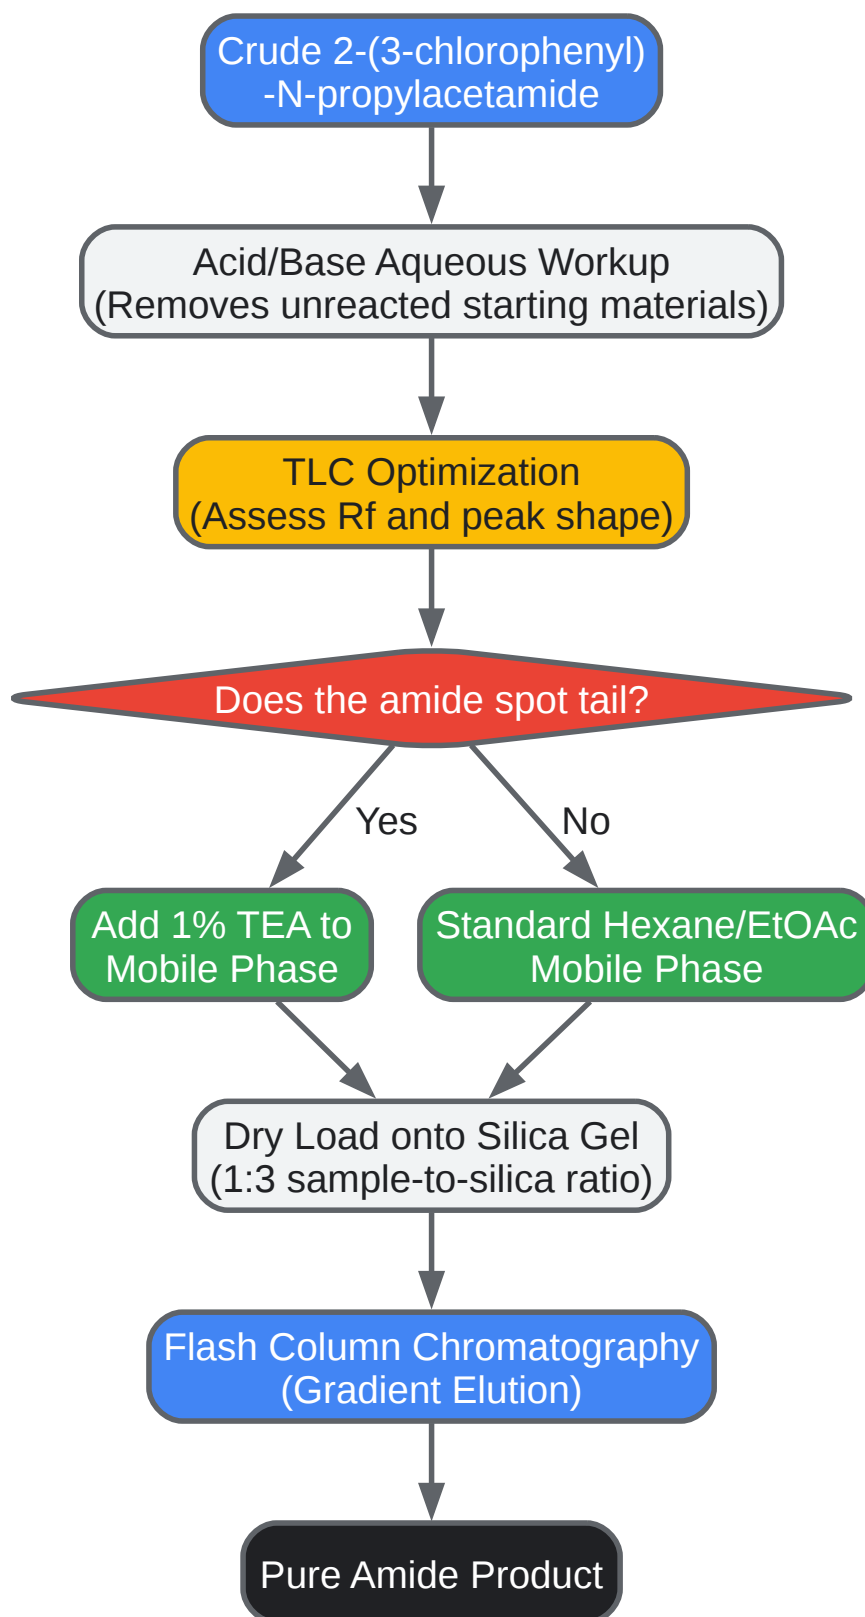 Crude 2-(3-chlorophenyl)
-N-propylacetamide
Acid/Base Aqueous Workup
(Removes unreacted starting materials)
TLC Optimization
(Assess Rf and peak shape)
Does the amide spot tail?
Yes
No
Add 1% TEA to
Mobile Phase
Standard Hexane/EtOAc
Mobile Phase
Dry Load onto Silica Gel
(1:3 sample-to-silica ratio)
Flash Column Chromatography
(Gradient Elution)
Pure Amide Product